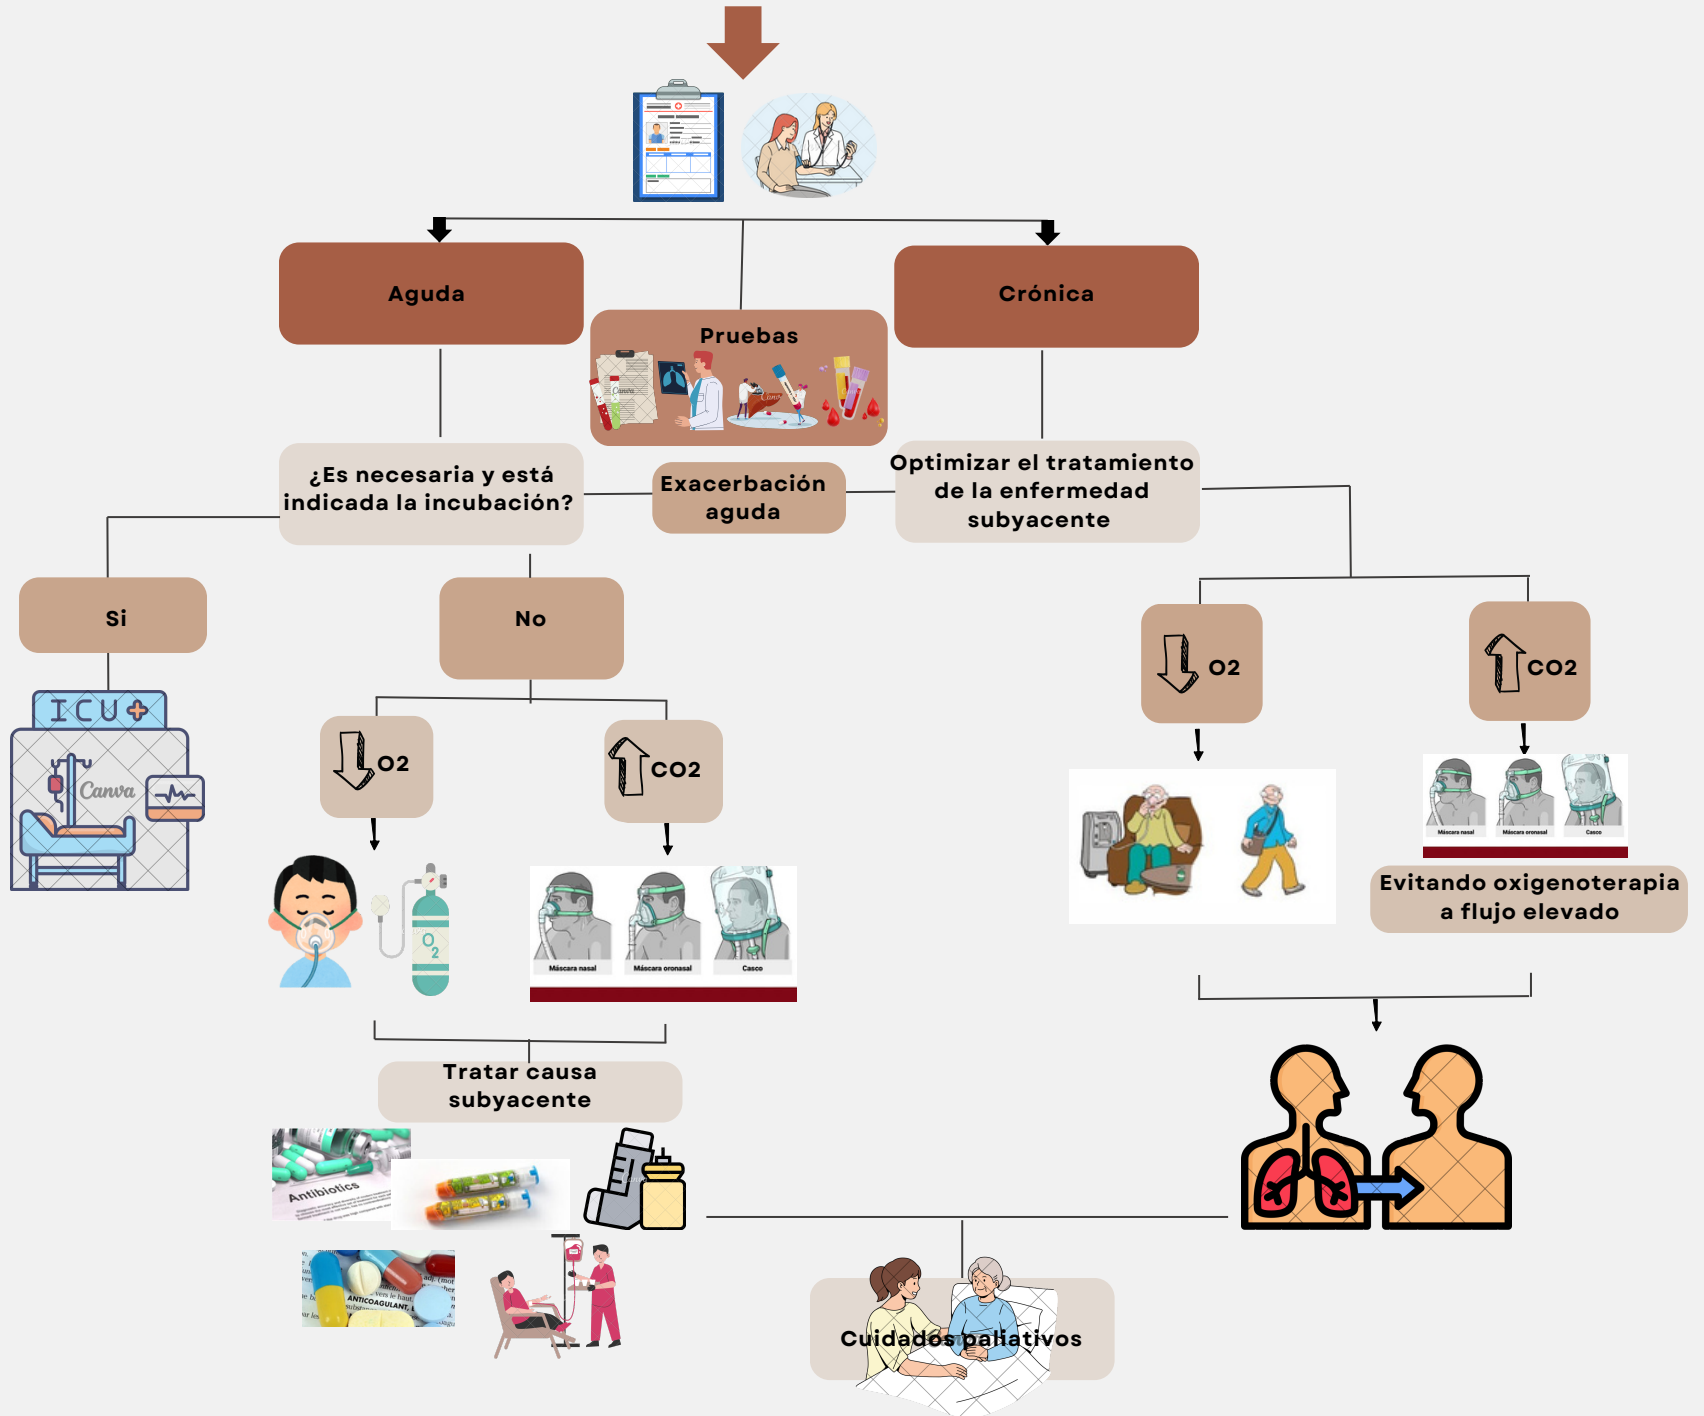 Aguda
Crónica
Pruebas
¿Es necesaria y está
indicada la incubación?
Exacerbación
aguda
Optimizar el tratamiento
de la enfermedad
subyacente
Si
No
O2
CO2
O2
CO2
ICU
Canva
O2
Máscara nasal
Máscara oronasal
Casco
Máscara nasal
Máscara oronasal
Casco
Evitando oxigenoterapia
a flujo elevado
Tratar causa
subyacente
Antibiotics
ANTICOAGULANT,
Cuidados paliativos